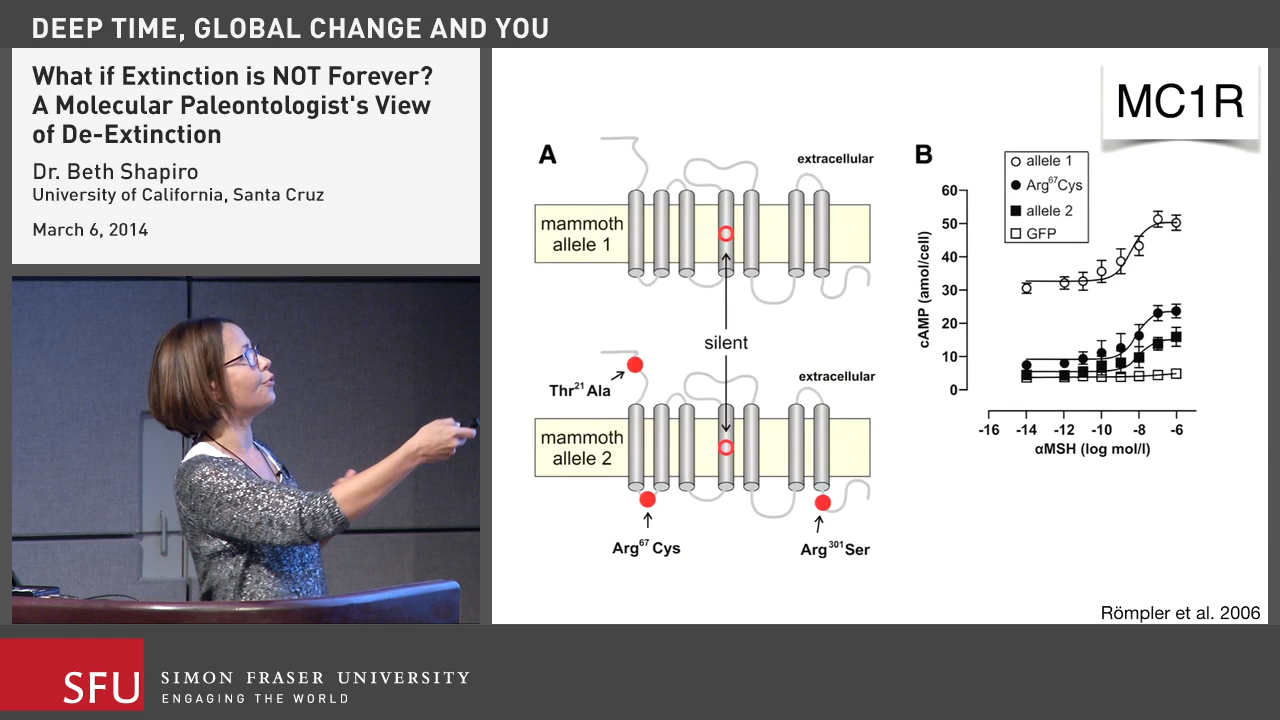 DEEP TIME, GLOBAL CHANGE AND YOU
What if Extinction is NOT Forever?
A Molecular Paleontologist's View
of De-Extinction
Dr. Beth Shapiro
University of California, Santa Cruz
March 6, 2014
MC1R
A
extracellular
mammoth
allele 1
silent
Thr21 Ala
extracellular
mammoth
allele 2
Arg67 Cys
Arg301Ser
B
allele 1
Arg67Cys
allele 2
GFP
cAMP (amol/cell)
60
50
40
30
20
10
0
-16 -14 -12 -10 -8 -6
αMSH (log mol/l)
Römpler et al. 2006
SFU
SIMON FRASER UNIVERSITY
ENGAGING THE WORLD